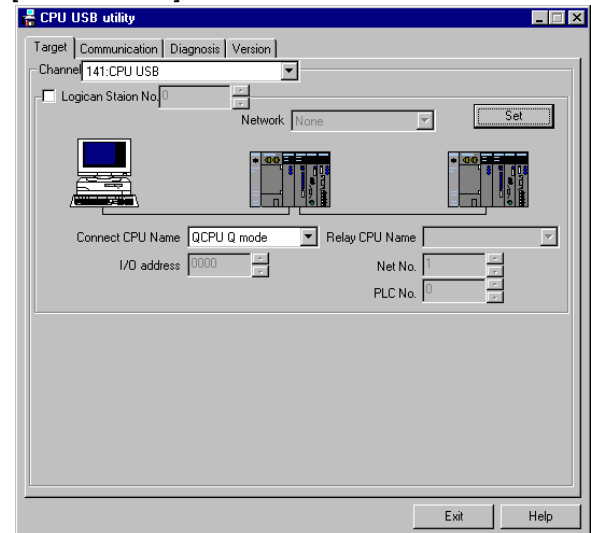 CPU USB utility
Target Communication Diagnosis Version
Channel 141:CPU USB
Logican Staion No. 0
Network None Set
Connect CPU Name QCPU Q mode Relay CPU Name
I/O address 0000 Net No. 1
PLC No. 0
Exit Help